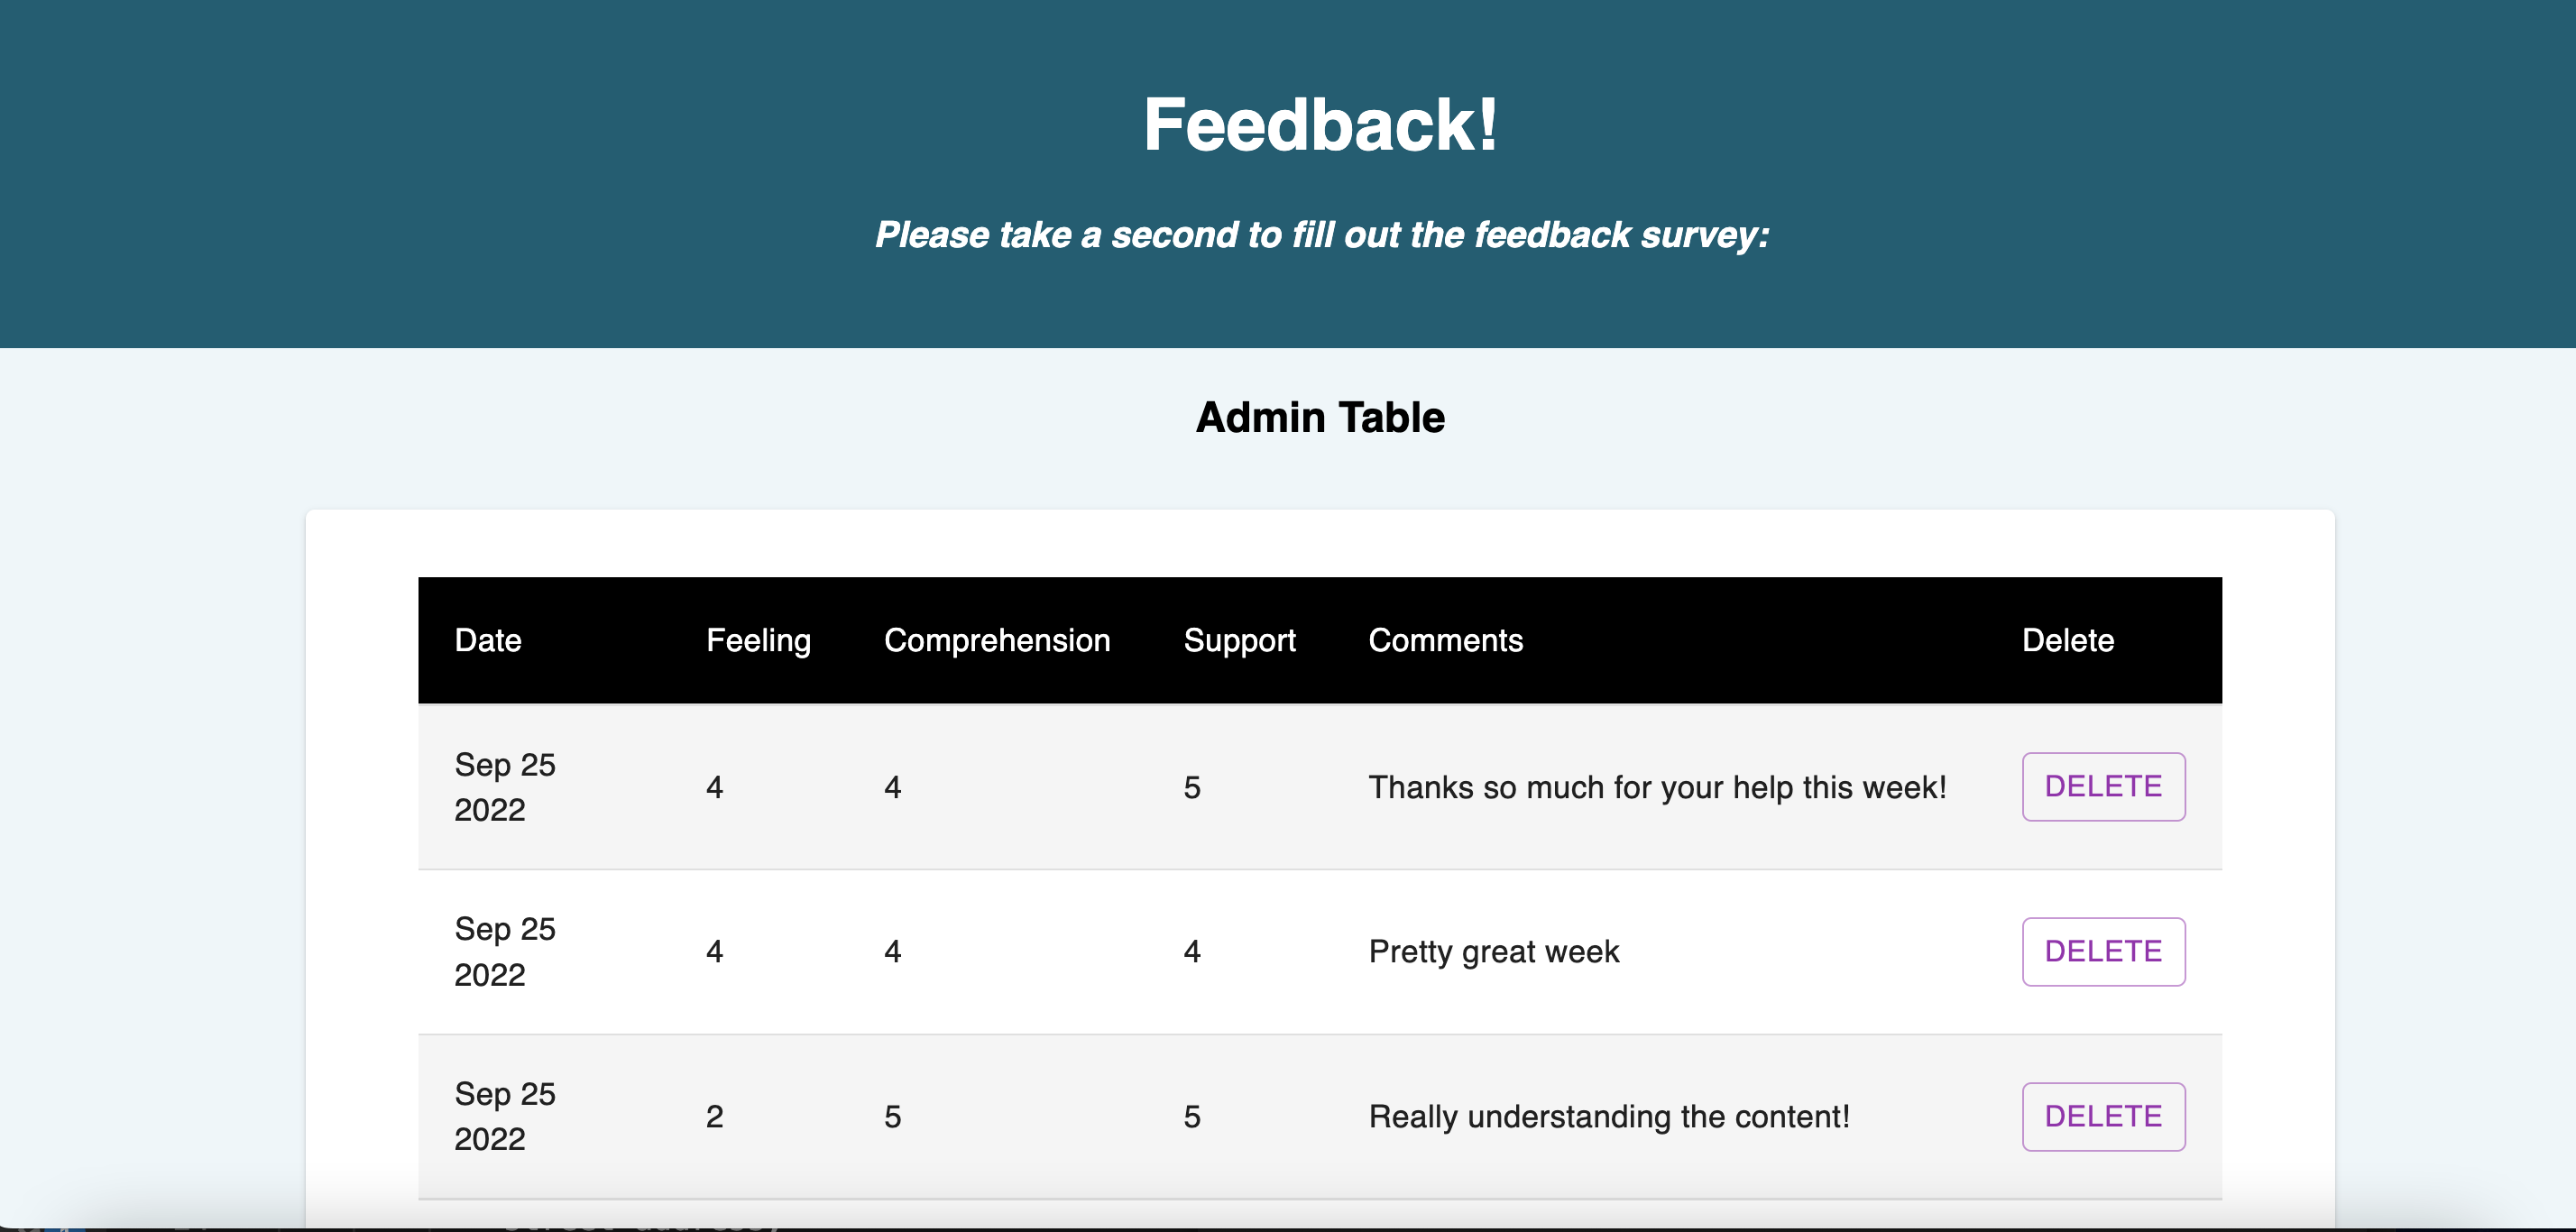 Feedback!
Please take a second to fill out the feedback survey:
Admin Table
Date Feeling Comprehension Support Comments Delete
Sep 25
2022 4 4 5 Thanks so much for your help this week! DELETE
Sep 25
2022 4 4 4 Pretty great week DELETE
Sep 25
2022 2 5 5 Really understanding the content! DELETE